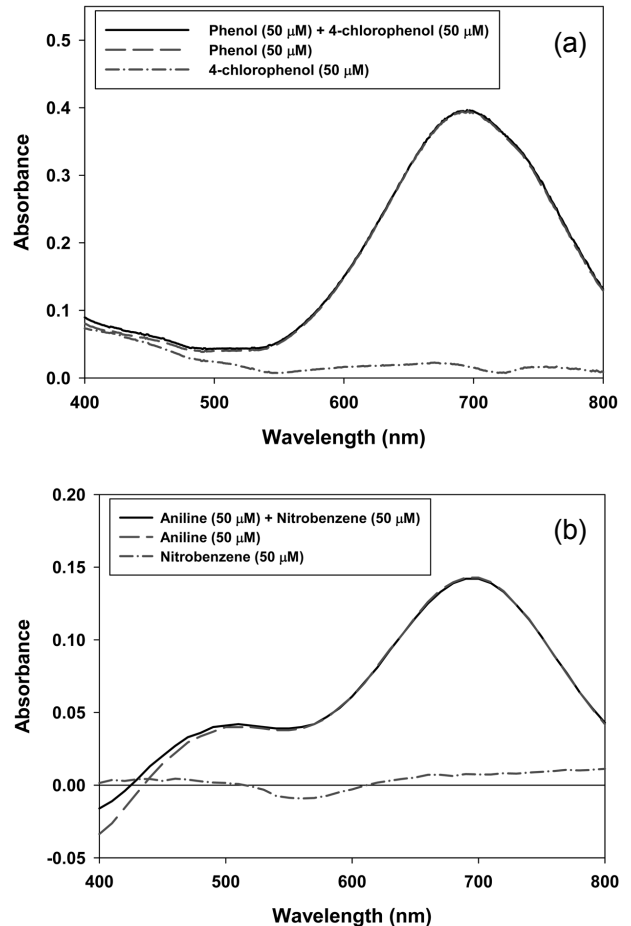 Phenol (50 μM) + 4-chlorophenol (50 μM)
Phenol (50 μM)
4-chlorophenol (50 μM)
(a)
0.5
0.4
0.3
0.2
0.1
0.0
Absorbance
400 500 600 700 800
Wavelength (nm)
Aniline (50 μM) + Nitrobenzene (50 μM)
Aniline (50 μM)
Nitrobenzene (50 μM)
(b)
0.20
0.15
0.10
0.05
0.00
-0.05
Absorbance
400 500 600 700 800
Wavelength (nm)